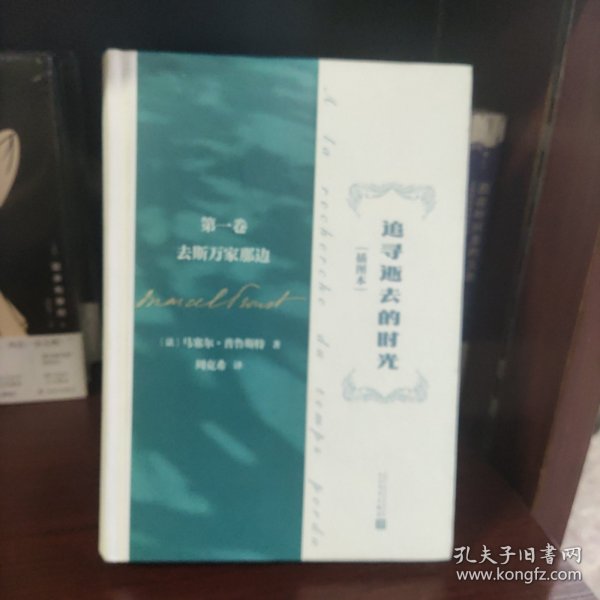 追寻逝去的时光
[插图本]
A la recherche du temps perdu
第一卷
去斯万家那边
Marcel Proust
〔法〕马塞尔·普鲁斯特 著
周克希 译
孔夫子旧书网
www.kongfz.com